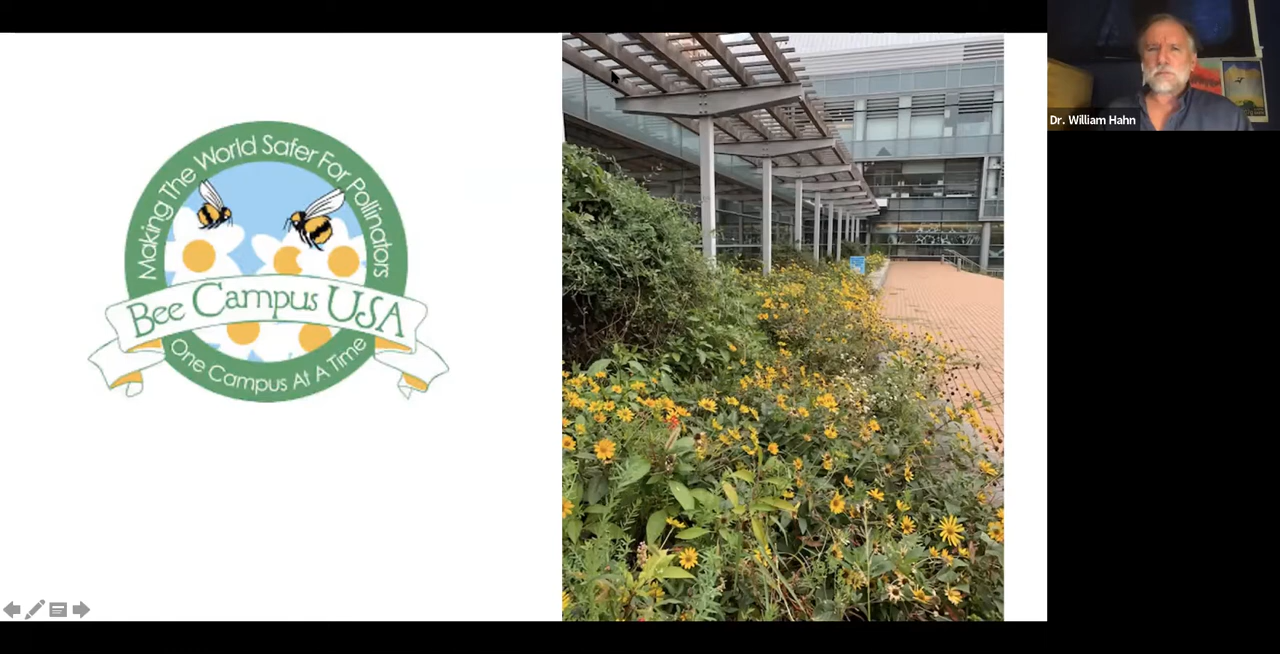 Making The World Safer For Pollinators
Bee Campus USA
One Campus At A Time
Dr. William Hahn